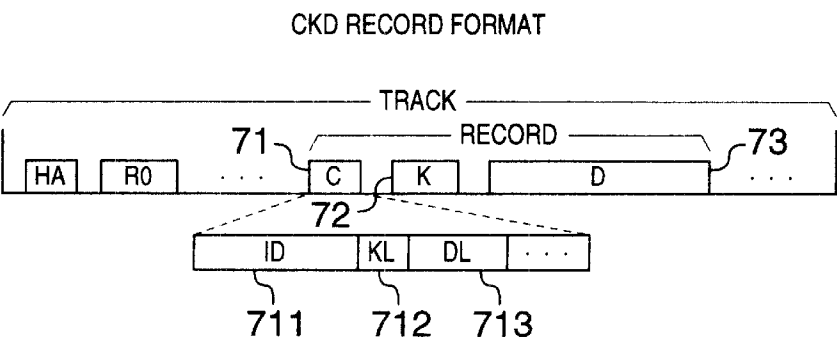 CKD RECORD FORMAT
TRACK
71 RECORD 73
HA R0 · · · C K D · · ·
72
ID KL DL · · ·
711 712 713